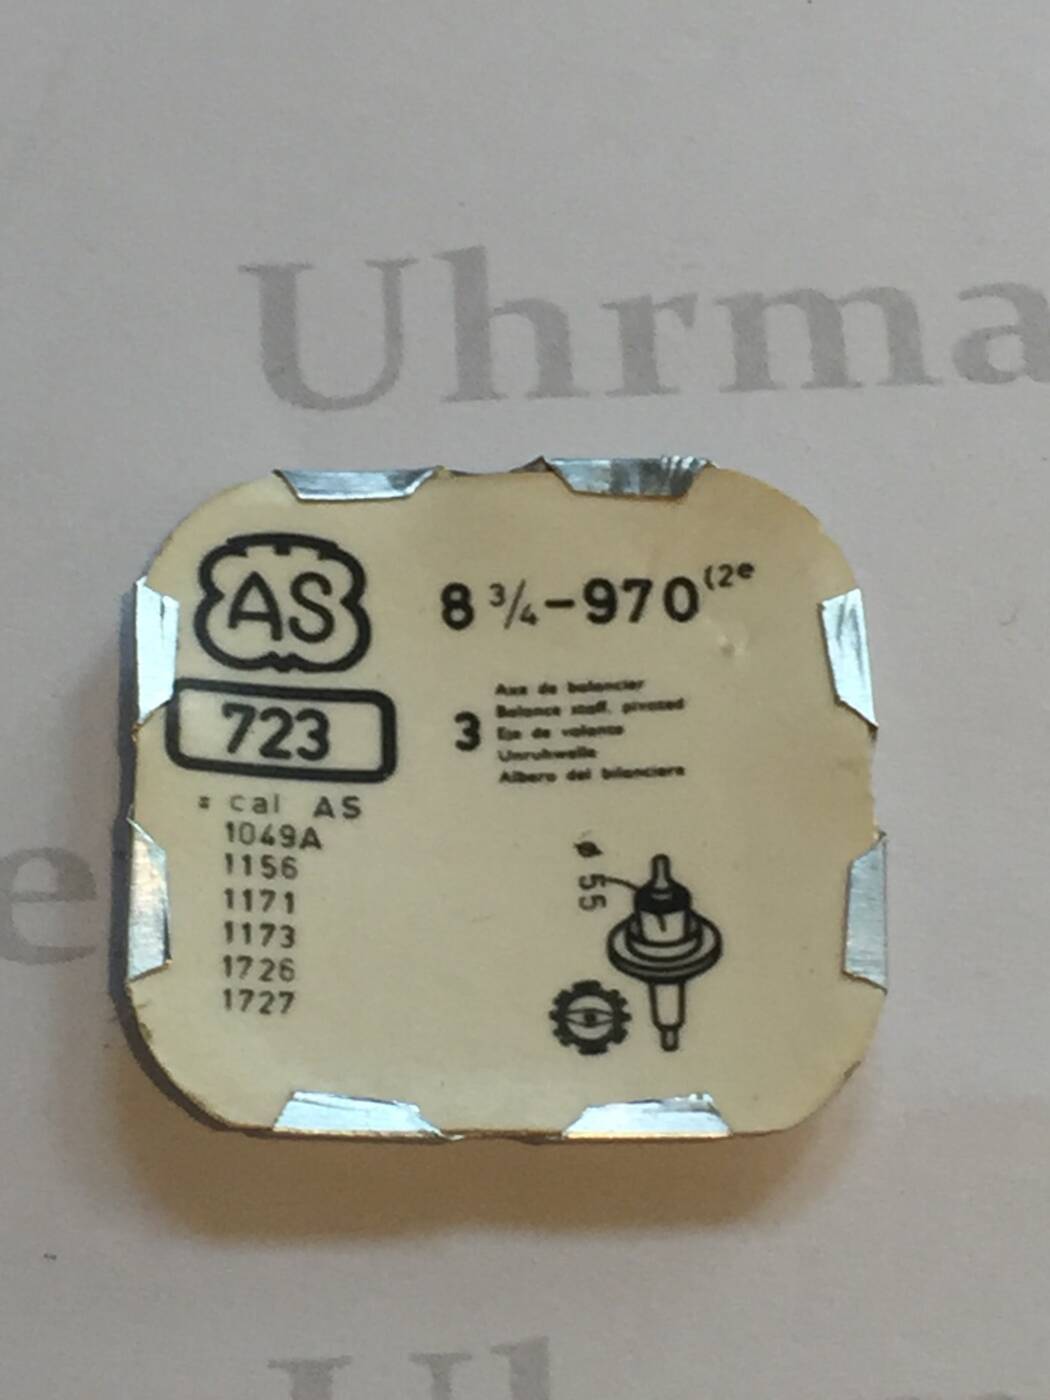 Uhrma
AS
8 3/4-970(2e
723
3
Axe de balancier
Balance staff, pivoted
Eje de volante
Unruhwelle
Albero del bilanciere
= cal AS
1049A
1156
1171
1173
1726
1727
ø 55
e